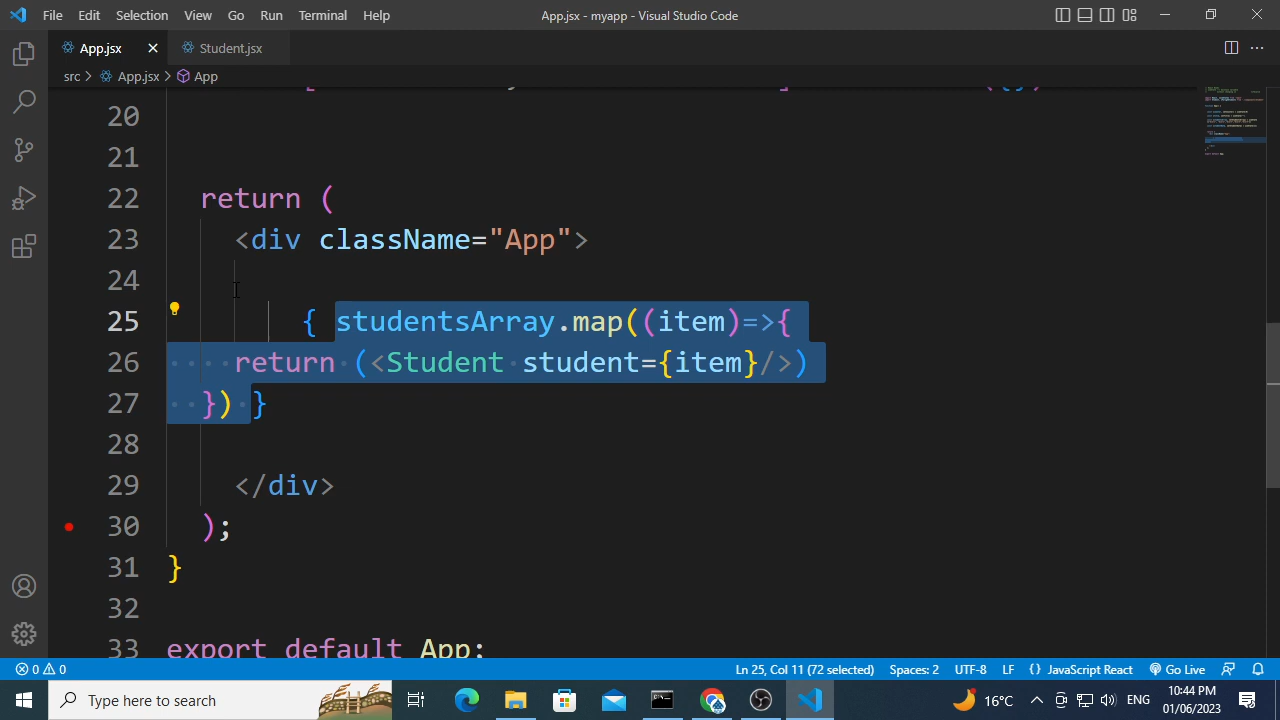 File Edit Selection View Go Run Terminal Help App.jsx - myapp - Visual Studio Code
App.jsx Student.jsx
src > App.jsx > App
20
21
22 return (
23 <div className="App">
24
25 { studentsArray.map((item)=>{
26 return (<Student student={item}/>)
27 }) }
28
29 </div>
30 );
31 }
32
33 export default App;
0 0 Ln 25, Col 11 (72 selected) Spaces: 2 UTF-8 LF {} JavaScript React Go Live
Type here to search 16°C ENG 10:44 PM
01/06/2023